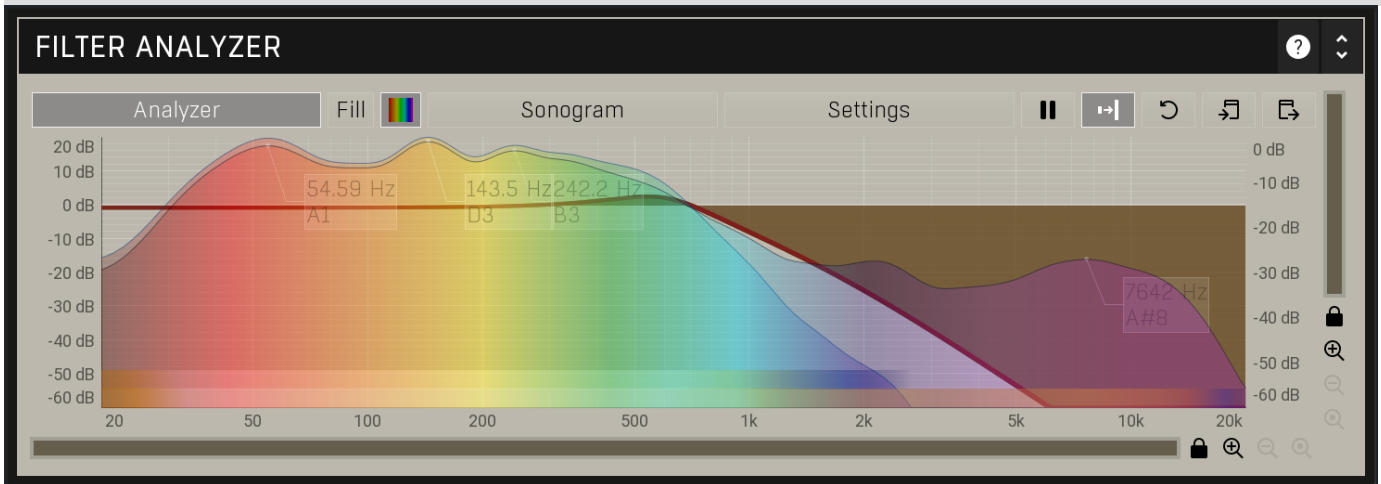 FILTER ANALYZER
?
Analyzer Fill Sonogram Settings
20 dB
10 dB
0 dB
-10 dB
-20 dB
-30 dB
-40 dB
-50 dB
-60 dB
54.59 Hz
A1
143.5 Hz
D3
242.2 Hz
B3
7642 Hz
A#8
0 dB
-10 dB
-20 dB
-30 dB
-40 dB
-50 dB
-60 dB
20 50 100 200 500 1k 2k 5k 10k 20k